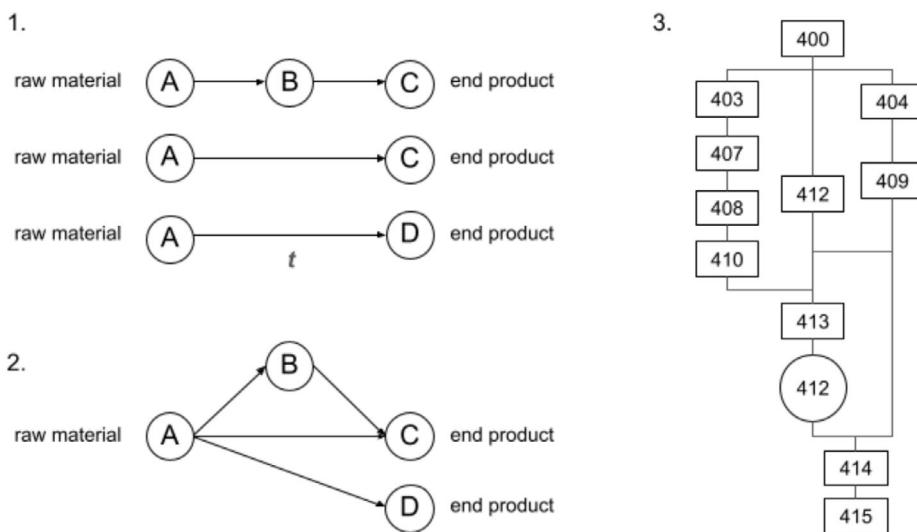 1.
raw material A B C end product
raw material A C end product
raw material A D end product
t
2.
B
raw material A C end product
D end product
3.
400
403 404
407
412 409
408
410
413
412
414
415